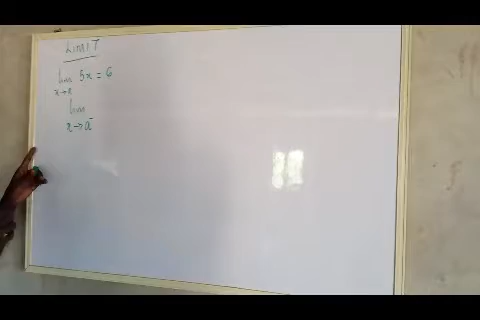 LIMIT
lim 5x = 6
x→a
lim
x→a⁻